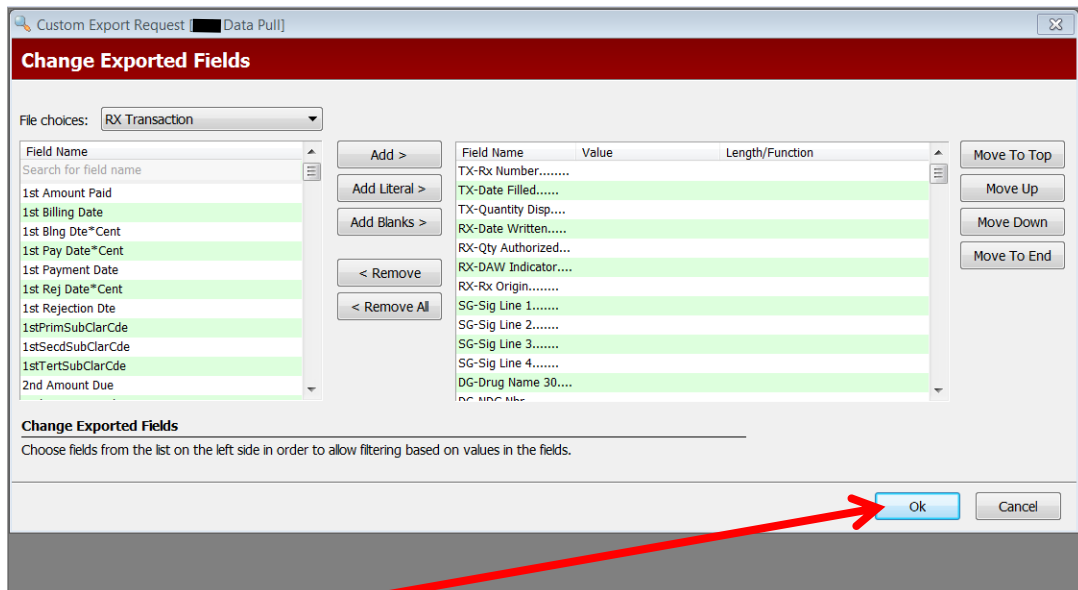 Custom Export Request [ Data Pull]
Change Exported Fields
File choices: RX Transaction
Field Name
Search for field name
1st Amount Paid
1st Billing Date
1st Blng Dte*Cent
1st Pay Date*Cent
1st Payment Date
1st Rej Date*Cent
1st Rejection Dte
1stPrimSubClarCde
1stSecdSubClarCde
1stTertSubClarCde
2nd Amount Due
Add >
Add Literal >
Add Blanks >
< Remove
< Remove All
Field Name Value Length/Function
TX-Rx Number........
TX-Date Filled......
TX-Quantity Disp....
RX-Date Written.....
RX-Qty Authorized...
RX-DAW Indicator....
RX-Rx Origin........
SG-Sig Line 1.......
SG-Sig Line 2.......
SG-Sig Line 3.......
SG-Sig Line 4.......
DG-Drug Name 30....
DG-NDC Nbr
Move To Top
Move Up
Move Down
Move To End
Change Exported Fields
Choose fields from the list on the left side in order to allow filtering based on values in the fields.
Ok
Cancel